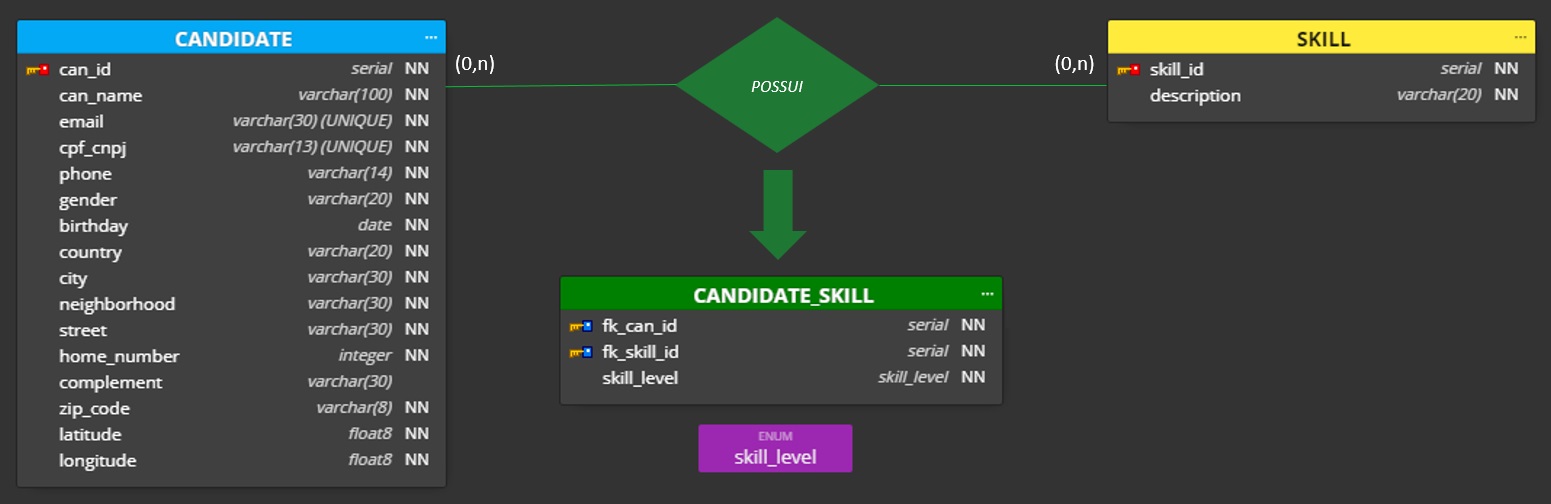 CANDIDATE ...
can_id serial NN
can_name varchar(100) NN
email varchar(30) (UNIQUE) NN
cpf_cnpj varchar(13) (UNIQUE) NN
phone varchar(14) NN
gender varchar(20) NN
birthday date NN
country varchar(20) NN
city varchar(30) NN
neighborhood varchar(30) NN
street varchar(30) NN
home_number integer NN
complement varchar(30)
zip_code varchar(8) NN
latitude float8 NN
longitude float8 NN
(0,n)
POSSUI
(0,n)
SKILL ...
skill_id serial NN
description varchar(20) NN
CANDIDATE_SKILL ...
fk_can_id serial NN
fk_skill_id serial NN
skill_level skill_level NN
ENUM
skill_level